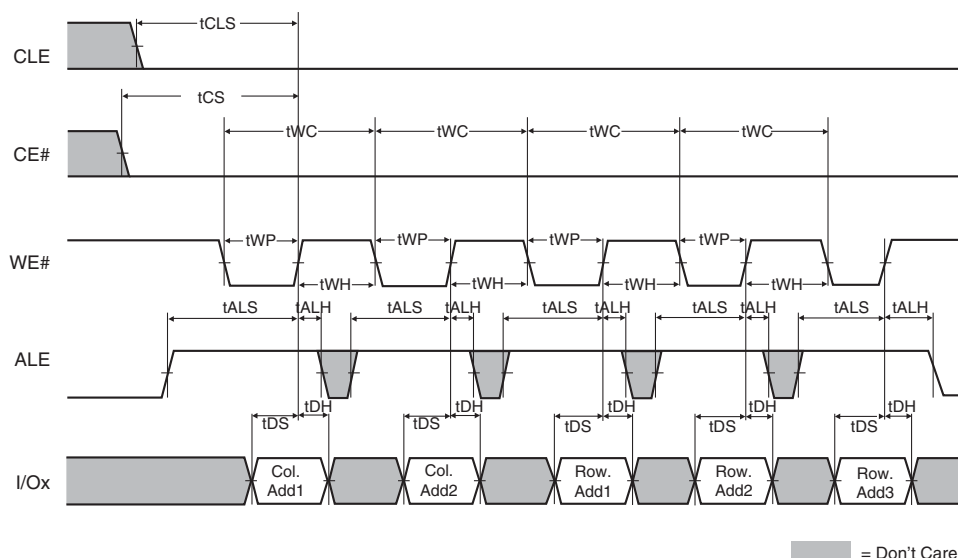 tCLS
CLE
tCS
tWC tWC tWC tWC
CE#
tWP tWP tWP tWP
WE#
tWH tWH tWH tWH
tALS tALH tALS tALH tALS tALH tALS tALH tALS tALH
ALE
tDH tDH tDH tDH tDH
tDS tDS tDS tDS tDS
I/Ox
Col. Add1
Col. Add2
Row. Add1
Row. Add2
Row. Add3
= Don't Care